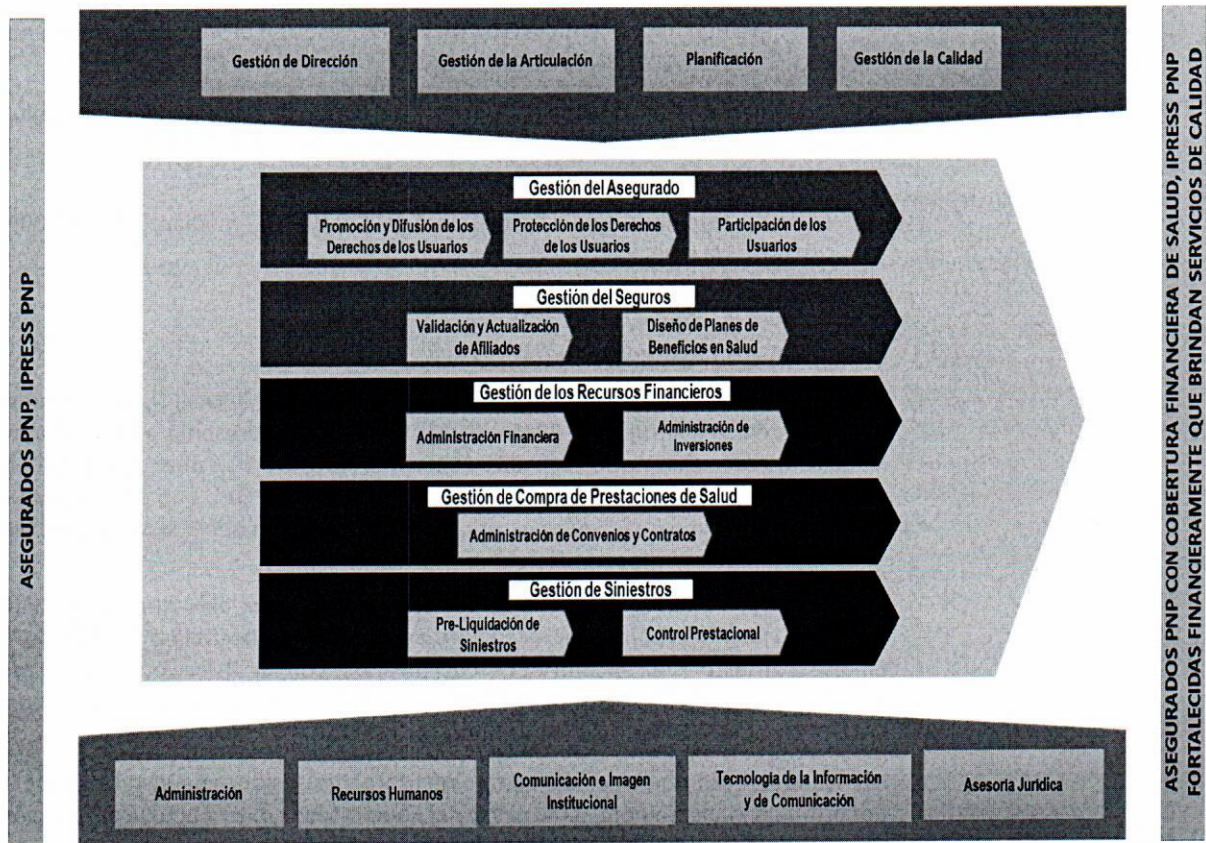 Gestión de Dirección
Gestión de la Articulación
Planificación
Gestión de la Calidad
ASEGURADOS PNP, IPRESS PNP
Gestión del Asegurado
Promoción y Difusión de los
Derechos de los Usuarios
Protección de los Derechos
de los Usuarios
Participación de los
Usuarios
Gestión del Seguros
Validación y Actualización
de Afiliados
Diseño de Planes de
Beneficios en Salud
Gestión de los Recursos Financieros
Administración Financiera
Administración de
Inversiones
Gestión de Compra de Prestaciones de Salud
Administración de Convenios y Contratos
Gestión de Siniestros
Pre-Liquidación de
Siniestros
Control Prestacional
ASEGURADOS PNP CON COBERTURA FINANCIERA DE SALUD, IPRESS PNP
FORTALECIDAS FINANCIERAMENTE QUE BRINDAN SERVICIOS DE CALIDAD
Administración
Recursos Humanos
Comunicación e Imagen
Institucional
Tecnología de la Información
y de Comunicación
Asesoría Jurídica